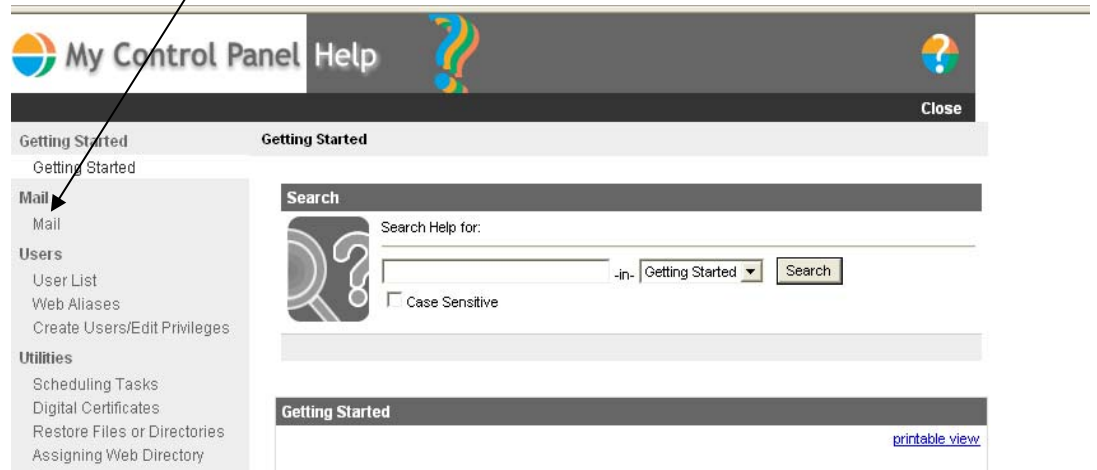 My Control Panel Help
Close
Getting Started
Getting Started
Mail
Mail
Users
User List
Web Aliases
Create Users/Edit Privileges
Utilities
Scheduling Tasks
Digital Certificates
Restore Files or Directories
Assigning Web Directory
Getting Started
Search
Search Help for:
-in- Getting Started Search
Case Sensitive
Getting Started
printable view